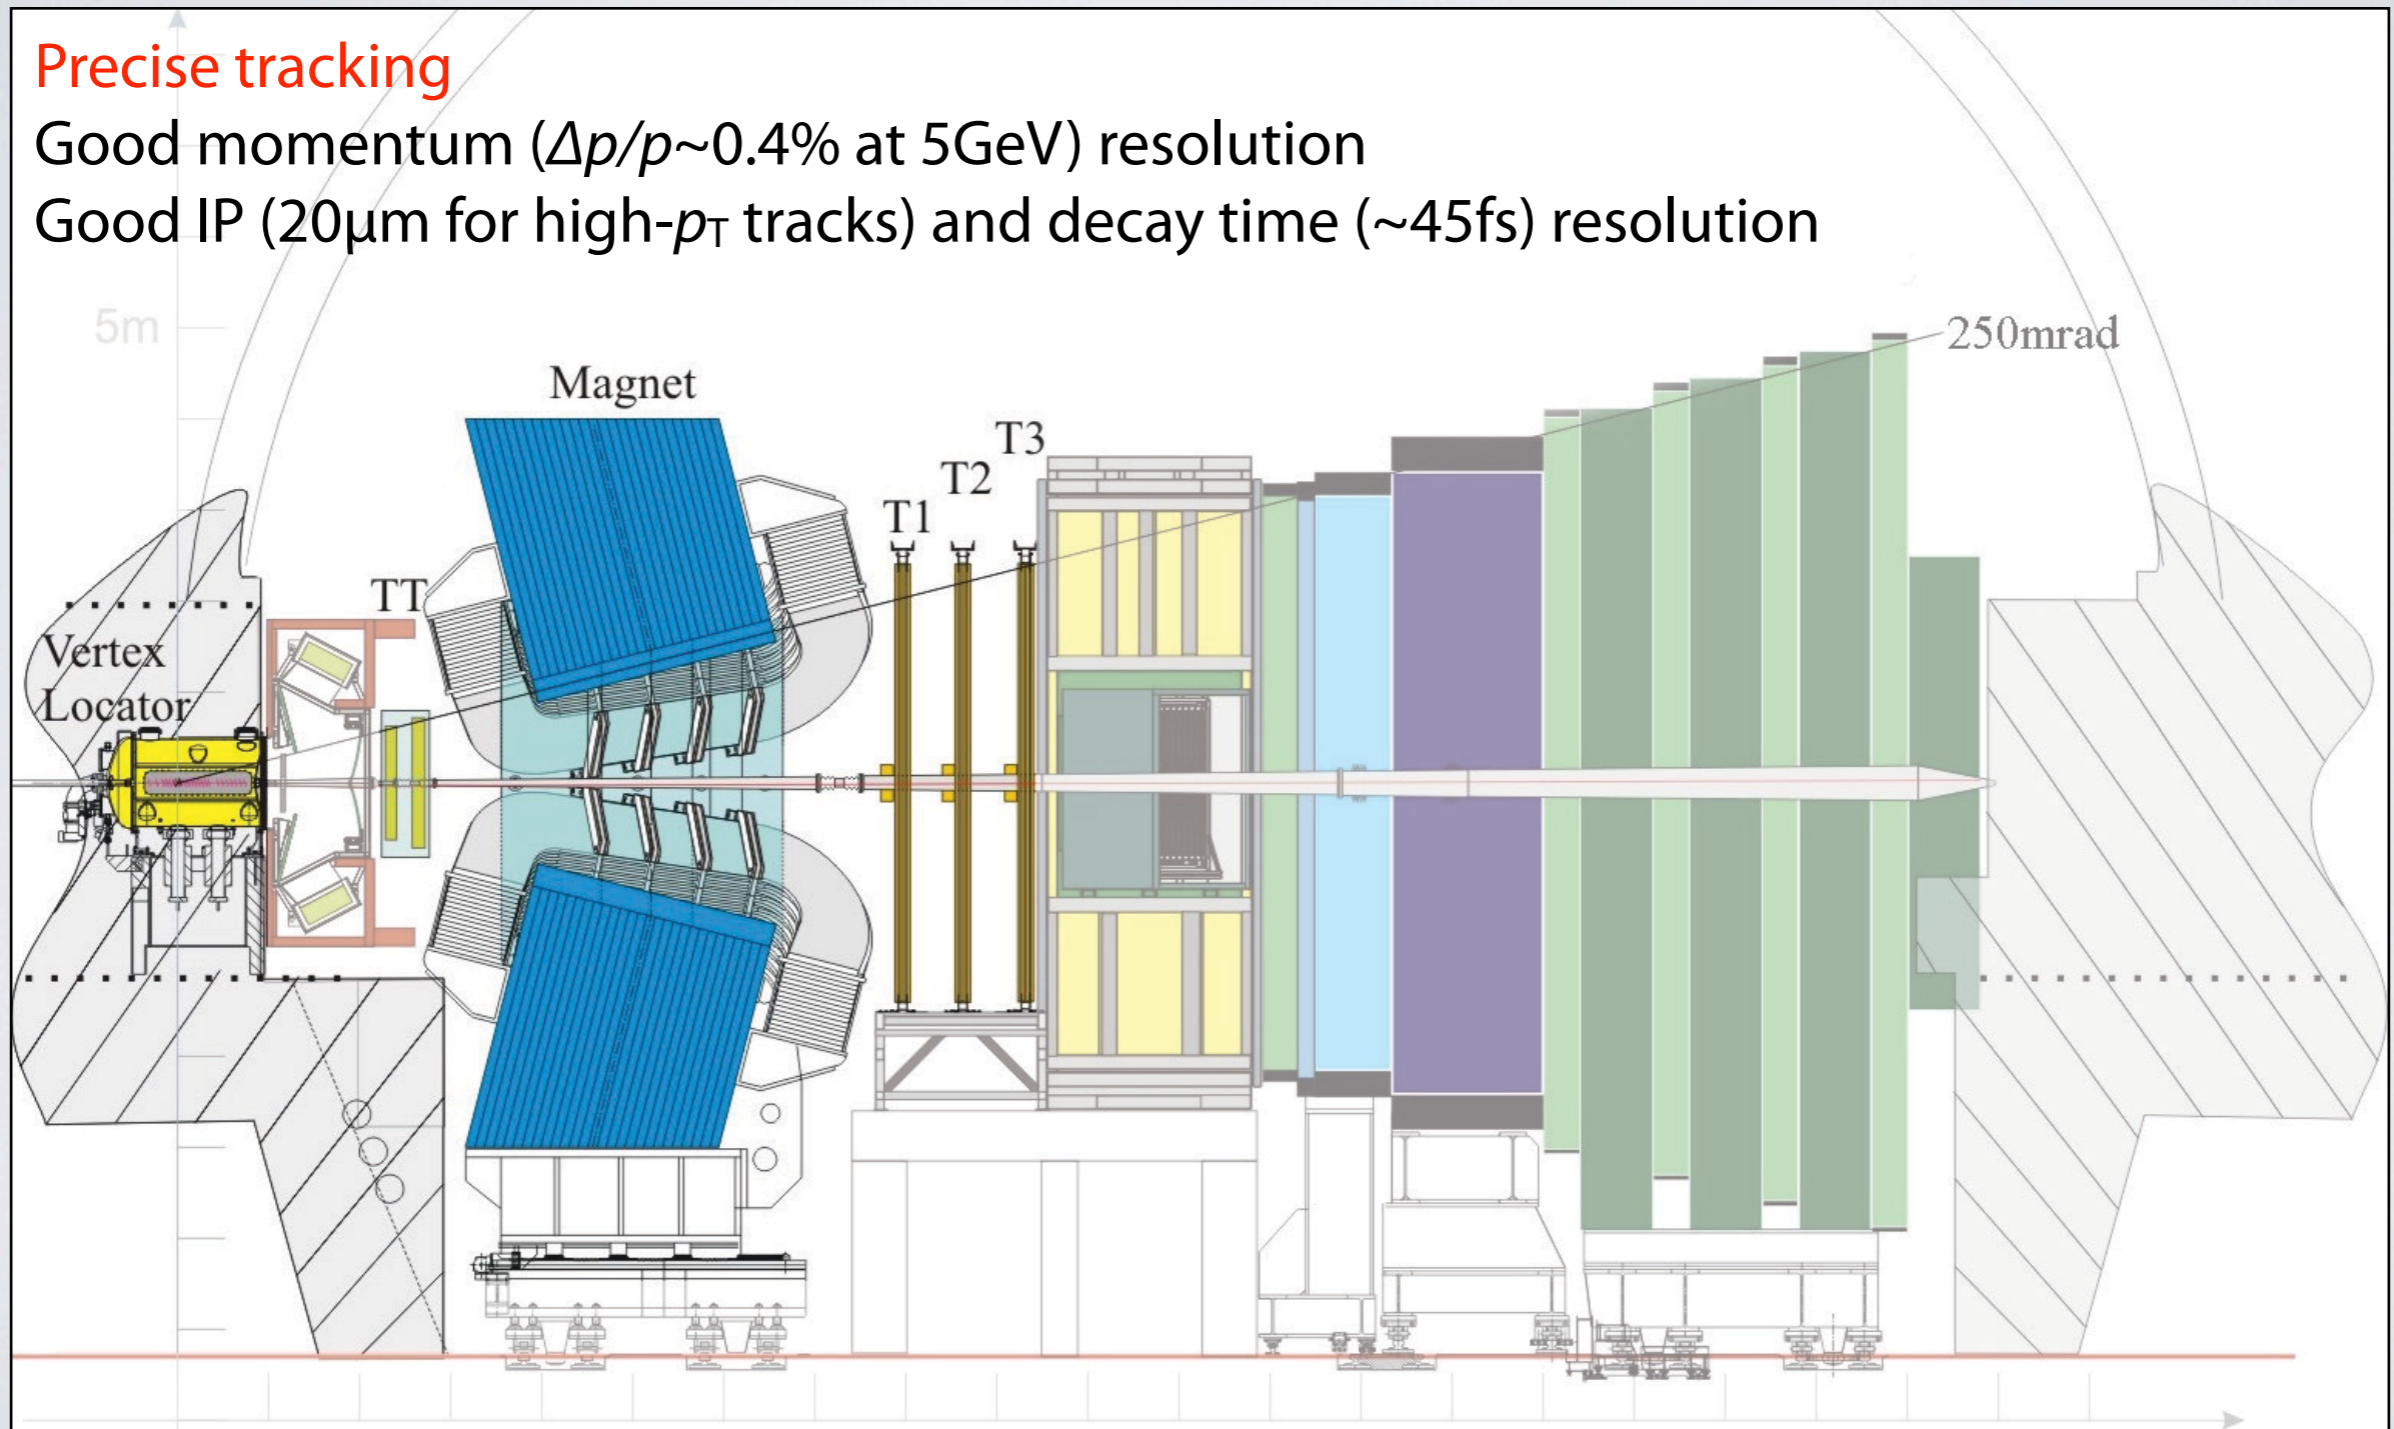 Precise tracking
Good momentum (Δp/p~0.4% at 5GeV) resolution
Good IP (20μm for high-pT tracks) and decay time (~45fs) resolution
5m
250mrad
Magnet
T3
T2
T1
TT
Vertex
Locator